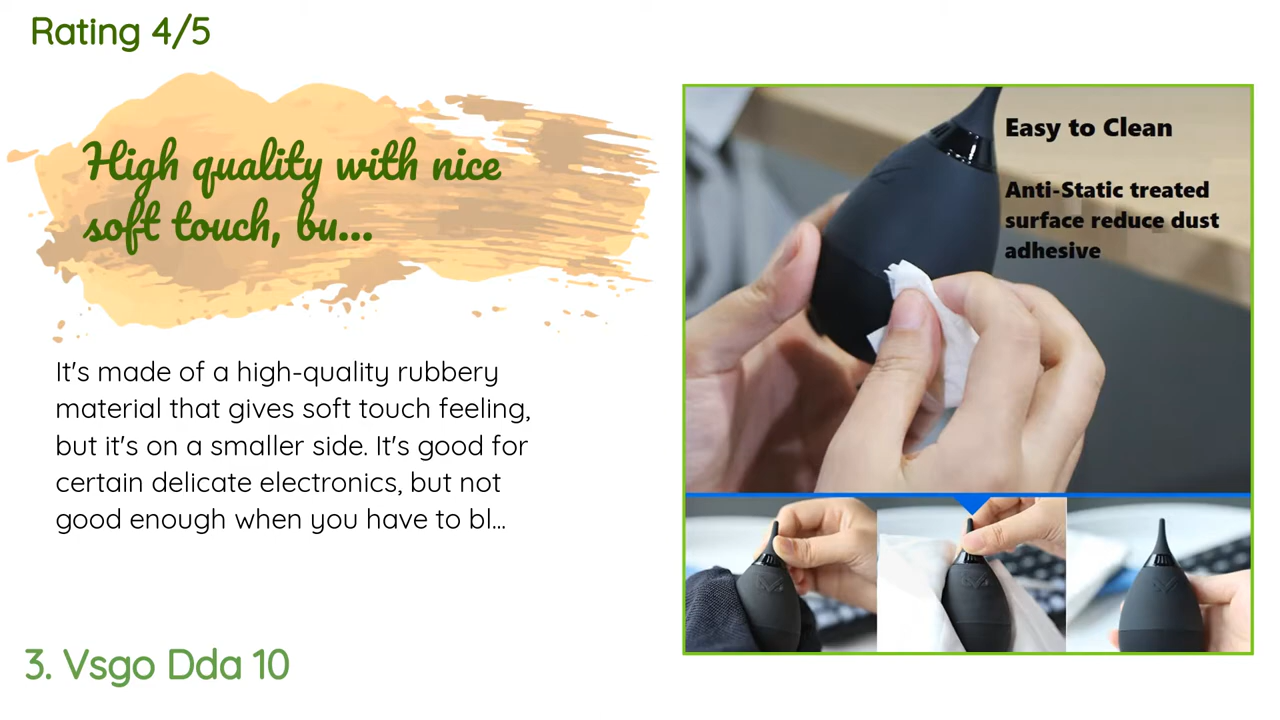 Rating 4/5
High quality with nice
soft touch, bu...
It's made of a high-quality rubbery
material that gives soft touch feeling,
but it's on a smaller side. It's good for
certain delicate electronics, but not
good enough when you have to bl...
3. Vsgo Dda 10
Easy to Clean
Anti-Static treated
surface reduce dust
adhesive